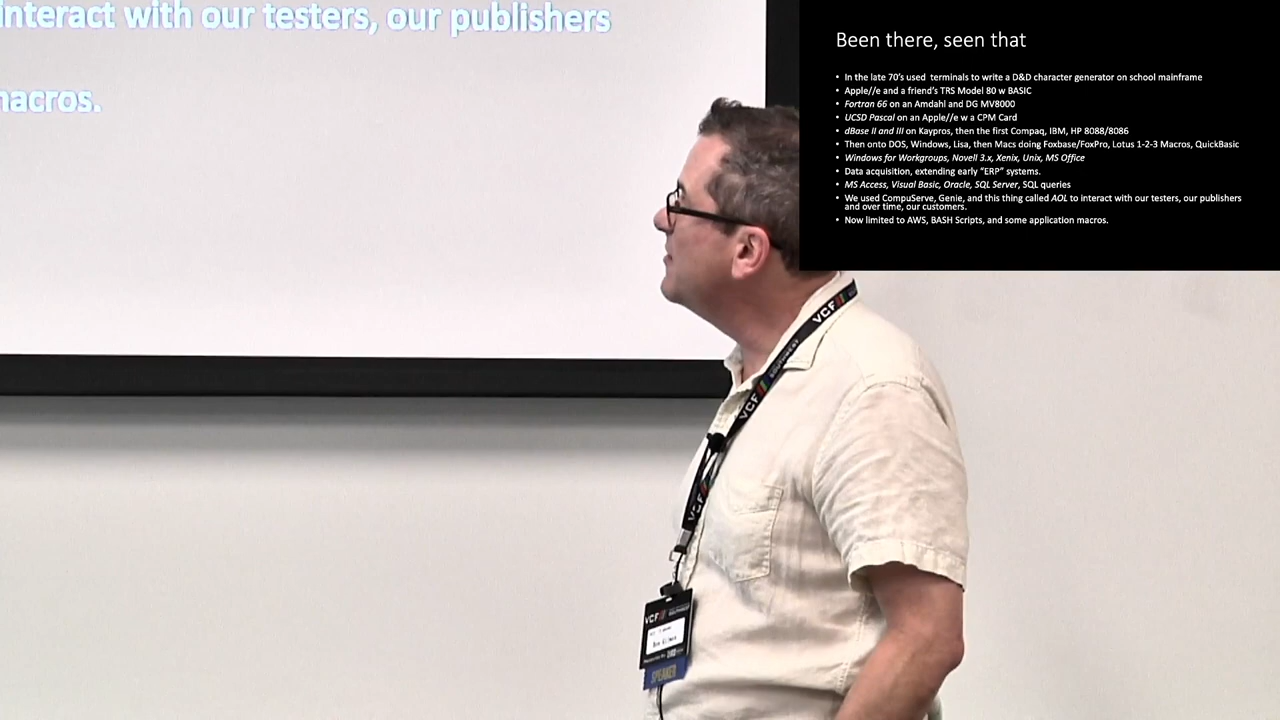 interact with our testers, our publishers
macros.
Been there, seen that
• In the late 70's used terminals to write a D&D character generator on school mainframe
• Apple//e and a friend's TRS Model 80 w BASIC
• Fortran 66 on an Amdahl and DG MV8000
• UCSD Pascal on an Apple//e w a CPM Card
• dBase II and III on Kaypros, then the first Compaq, IBM, HP 8088/8086
• Then onto DOS, Windows, Lisa, then Macs doing Foxbase/FoxPro, Lotus 1-2-3 Macros, QuickBasic
• Windows for Workgroups, Novell 3.x, Xenix, Unix, MS Office
• Data acquisition, extending early “ERP” systems.
• MS Access, Visual Basic, Oracle, SQL Server, SQL queries
• We used CompuServe, Genie, and this thing called AOL to interact with our testers, our publishers
and over time, our customers.
• Now limited to AWS, BASH Scripts, and some application macros.
VCF
SOUTHWEST
VCF
VCF
VCF
SOUTHWEST
SPEAKER